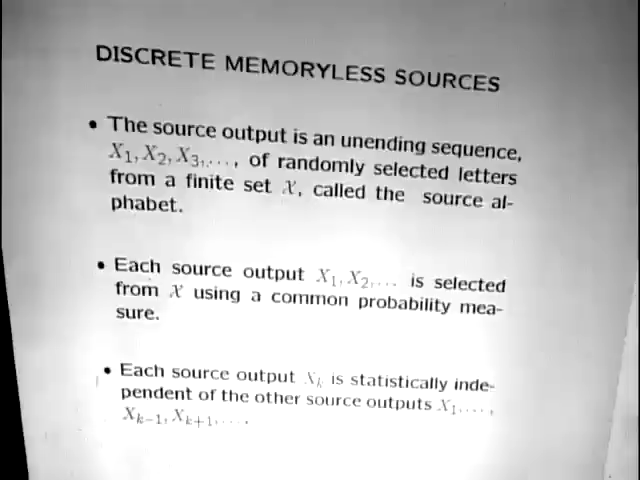 DISCRETE MEMORYLESS SOURCES
• The source output is an unending sequence,
X₁, X₂, X₃, . . . , of randomly selected letters
from a finite set 𝒳, called the source al-
phabet.
• Each source output X₁, X₂, . . . is selected
from 𝒳 using a common probability mea-
sure.
• Each source output Xₖ is statistically inde-
pendent of the other source outputs X₁, . . . ,
Xₖ₋₁, Xₖ₊₁, . . . .